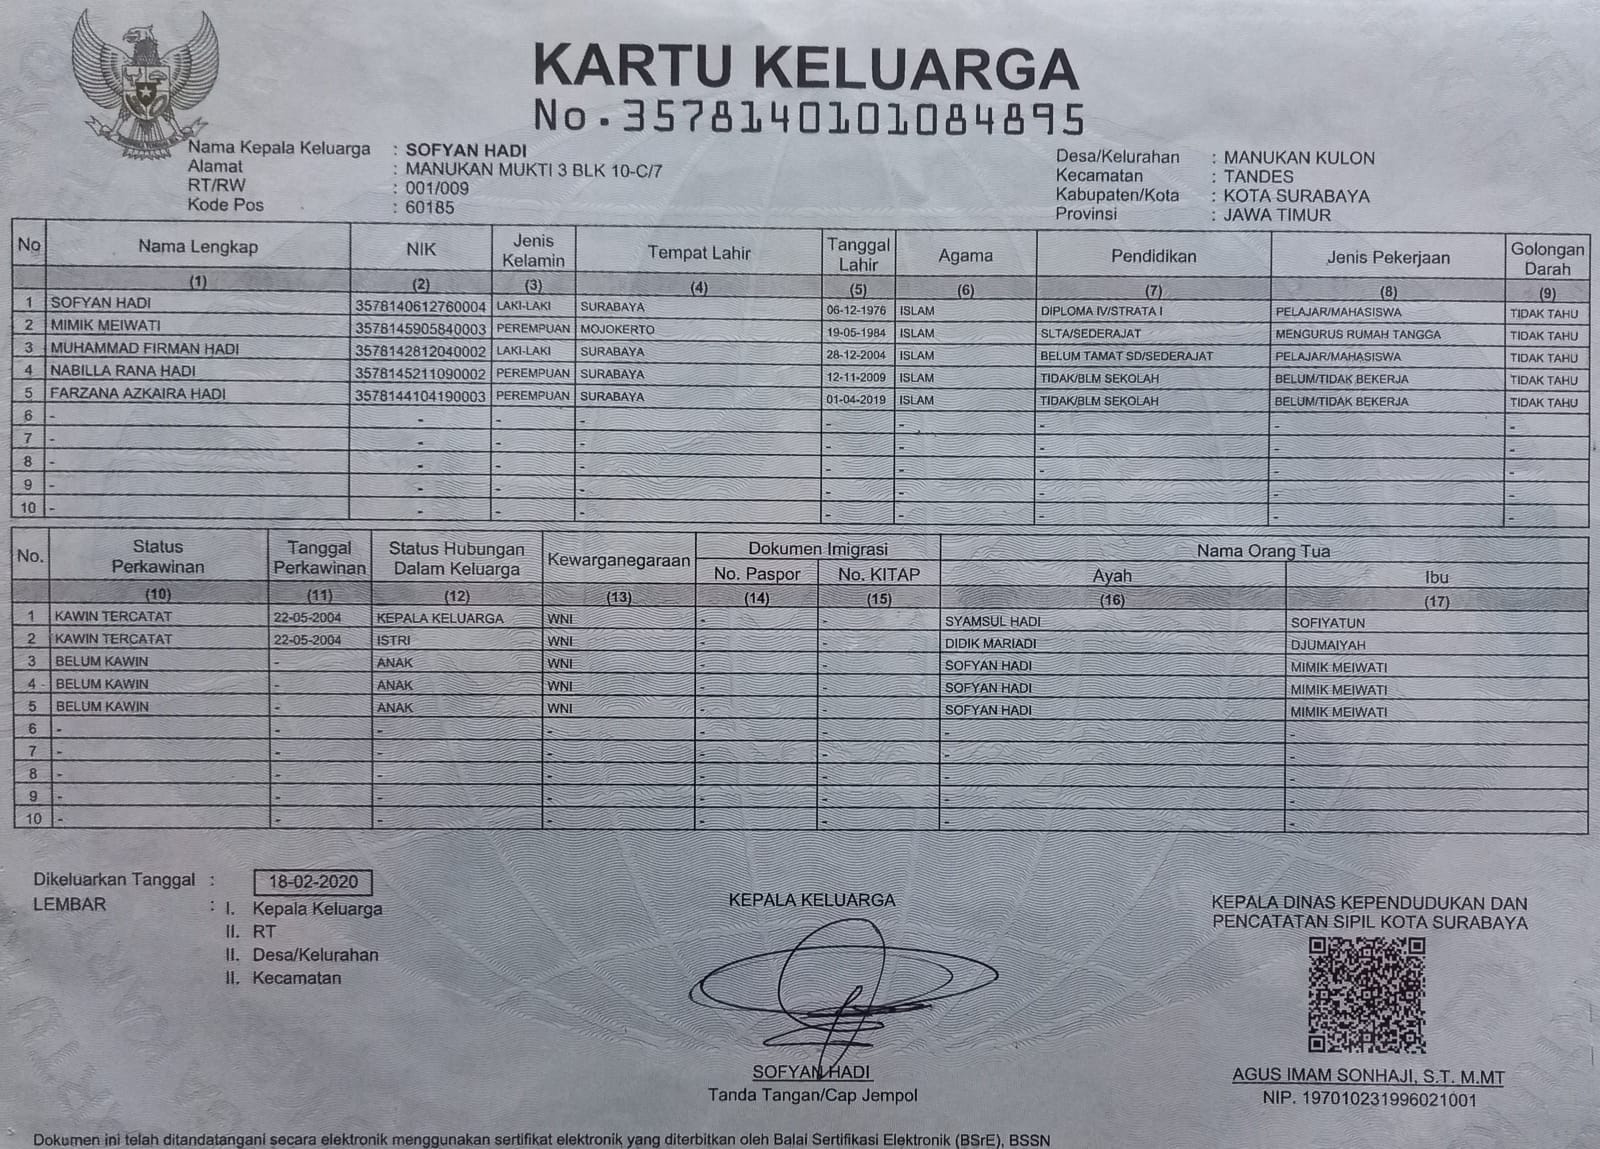 KARTU KELUARGA
No.3578140101084895
Nama Kepala Keluarga : SOFYAN HADI
Alamat : MANUKAN MUKTI 3 BLK 10-C/7
RT/RW : 001/009
Kode Pos : 60185
Desa/Kelurahan : MANUKAN KULON
Kecamatan : TANDES
Kabupaten/Kota : KOTA SURABAYA
Provinsi : JAWA TIMUR
No Nama Lengkap NIK Jenis Kelamin Tempat Lahir Tanggal Lahir Agama Pendidikan Jenis Pekerjaan Golongan Darah
(1) (2) (3) (4) (5) (6) (7) (8) (9)
1 SOFYAN HADI 3578140612760004 LAKI-LAKI SURABAYA 06-12-1976 ISLAM DIPLOMA IV/STRATA I PELAJAR/MAHASISWA TIDAK TAHU
2 MIMIK MEIWATI 3578145905840003 PEREMPUAN MOJOKERTO 19-05-1984 ISLAM SLTA/SEDERAJAT MENGURUS RUMAH TANGGA TIDAK TAHU
3 MUHAMMAD FIRMAN HADI 3578142812040002 LAKI-LAKI SURABAYA 28-12-2004 ISLAM BELUM TAMAT SD/SEDERAJAT PELAJAR/MAHASISWA TIDAK TAHU
4 NABILLA RANA HADI 3578145211090002 PEREMPUAN SURABAYA 12-11-2009 ISLAM TIDAK/BLM SEKOLAH BELUM/TIDAK BEKERJA TIDAK TAHU
5 FARZANA AZKAIRA HADI 3578144104190003 PEREMPUAN SURABAYA 01-04-2019 ISLAM TIDAK/BLM SEKOLAH BELUM/TIDAK BEKERJA TIDAK TAHU
6 - - - - - - - - -
7 - - - - - - - - -
8 - - - - - - - - -
9 - - - - - - - - -
10 - - - - - - - - -
No. Status Perkawinan Tanggal Perkawinan Status Hubungan Dalam Keluarga Kewarganegaraan Dokumen Imigrasi Nama Orang Tua
No. Paspor No. KITAP Ayah Ibu
(10) (11) (12) (13) (14) (15) (16) (17)
1 KAWIN TERCATAT 22-05-2004 KEPALA KELUARGA WNI - - SYAMSUL HADI SOFIYATUN
2 KAWIN TERCATAT 22-05-2004 ISTRI WNI - - DIDIK MARIADI DJUMAIYAH
3 BELUM KAWIN - ANAK WNI - - SOFYAN HADI MIMIK MEIWATI
4 BELUM KAWIN - ANAK WNI - - SOFYAN HADI MIMIK MEIWATI
5 BELUM KAWIN - ANAK WNI - - SOFYAN HADI MIMIK MEIWATI
6 - - - - - - - -
7 - - - - - - - -
8 - - - - - - - -
9 - - - - - - - -
10 - - - - - - - -
Dikeluarkan Tanggal : 18-02-2020
LEMBAR : I. Kepala Keluarga
II. RT
II. Desa/Kelurahan
II. Kecamatan
KEPALA KELUARGA
SOFYAN HADI
Tanda Tangan/Cap Jempol
KEPALA DINAS KEPENDUDUKAN DAN
PENCATATAN SIPIL KOTA SURABAYA
AGUS IMAM SONHAJI, S.T. M.MT
NIP. 197010231996021001
Dokumen ini telah ditandatangani secara elektronik menggunakan sertifikat elektronik yang diterbitkan oleh Balai Sertifikasi Elektronik (BSrE), BSSN